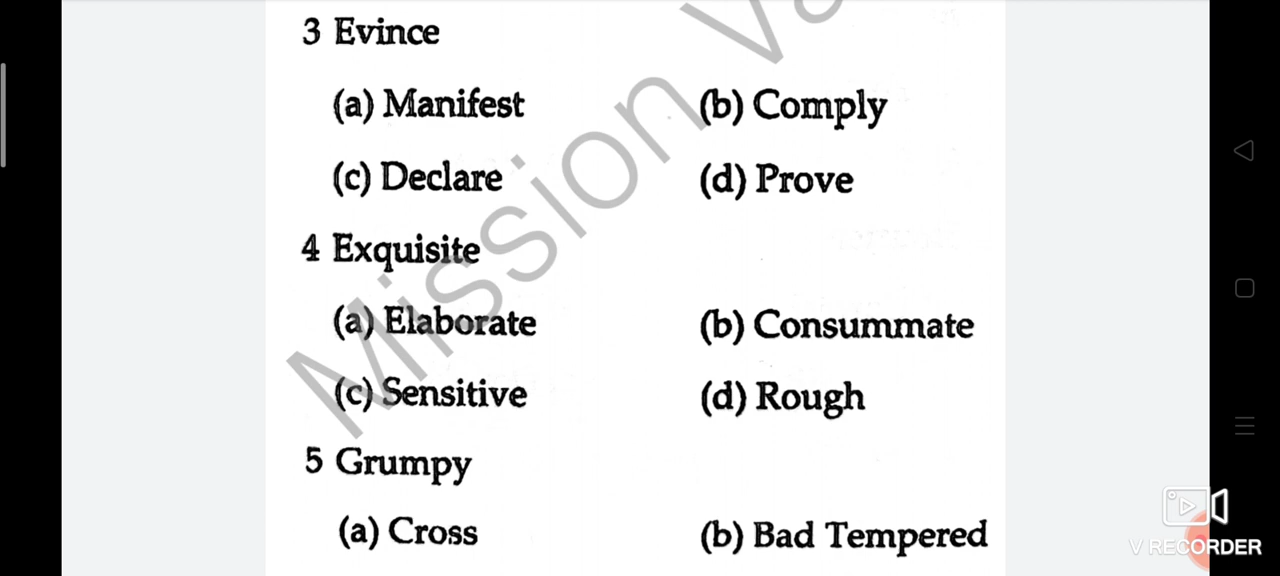 3 Evince
(a) Manifest (b) Comply
(c) Declare (d) Prove
4 Exquisite
(a) Elaborate (b) Consummate
(c) Sensitive (d) Rough
5 Grumpy
(a) Cross (b) Bad Tempered
Mission Va
V RECORDER